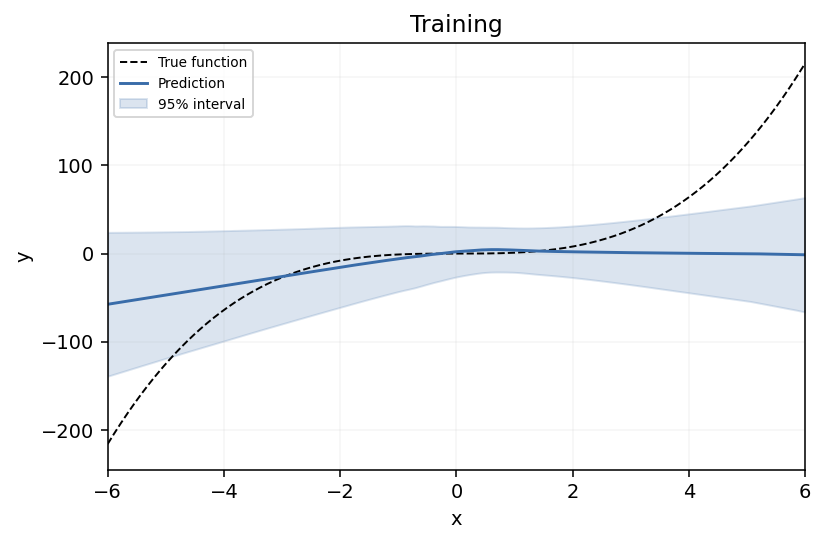 Training
True function
Prediction
95% interval
200
100
0
−100
−200
y
−6
−4
−2
0
2
4
6
x